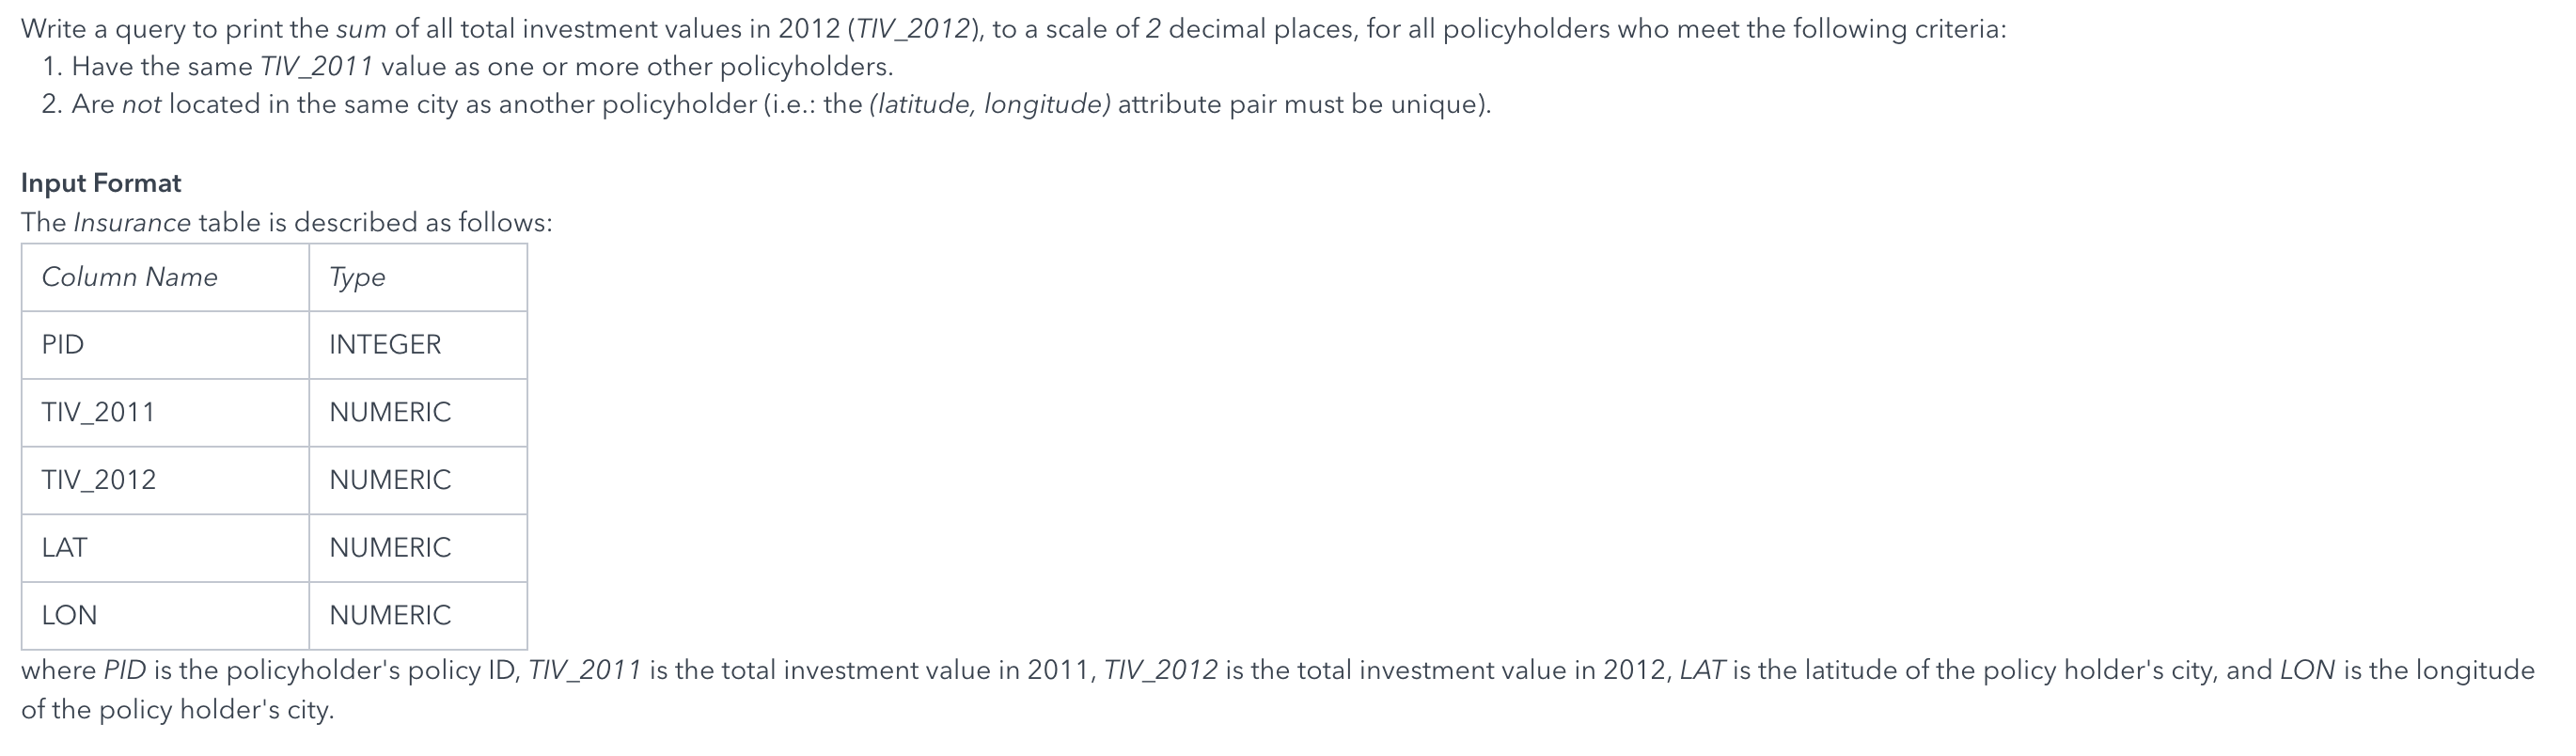 Write a query to print the sum of all total investment values in 2012 (TIV_2012), to a scale of 2 decimal places, for all policyholders who meet the following criteria:
1. Have the same TIV_2011 value as one or more other policyholders.
2. Are not located in the same city as another policyholder (i.e.: the (latitude, longitude) attribute pair must be unique).
Input Format
The Insurance table is described as follows:
Column Name Type
PID INTEGER
TIV_2011 NUMERIC
TIV_2012 NUMERIC
LAT NUMERIC
LON NUMERIC
where PID is the policyholder's policy ID, TIV_2011 is the total investment value in 2011, TIV_2012 is the total investment value in 2012, LAT is the latitude of the policy holder's city, and LON is the longitude
of the policy holder's city.